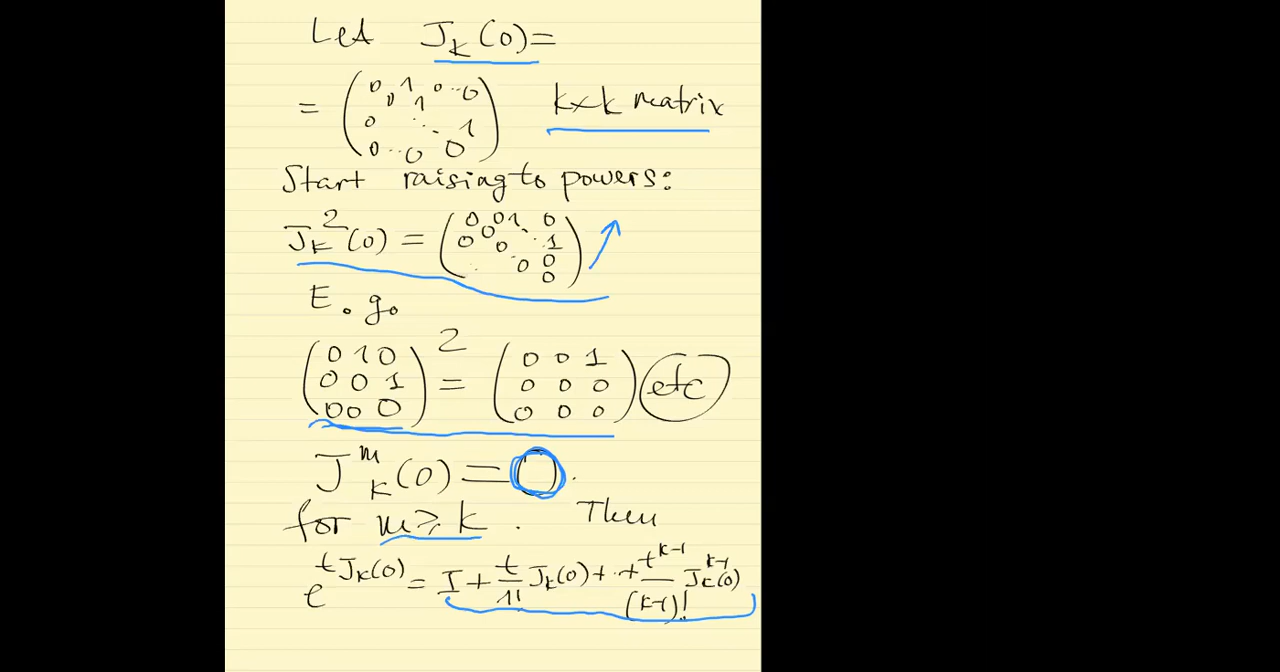 Let J_k(0)=
= (0 1 0 ... 0
0 1
0 ⋱ 1
0 ... 0 0) k×k matrix
Start raising to powers:
J_k^2(0) = (0 0 1 0
0 0 ⋱ 1
0 0 0
0)
E.g.
(0 1 0
0 0 1
0 0 0)^2 = (0 0 1
0 0 0
0 0 0) etc
J_k^m(0) = 0.
for m ≥ k. Then
e^{tJ_k(0)} = I + t/1! J_k(0) + .. + t^{k-1}/(k-1)! J_k^{k-1}(0)